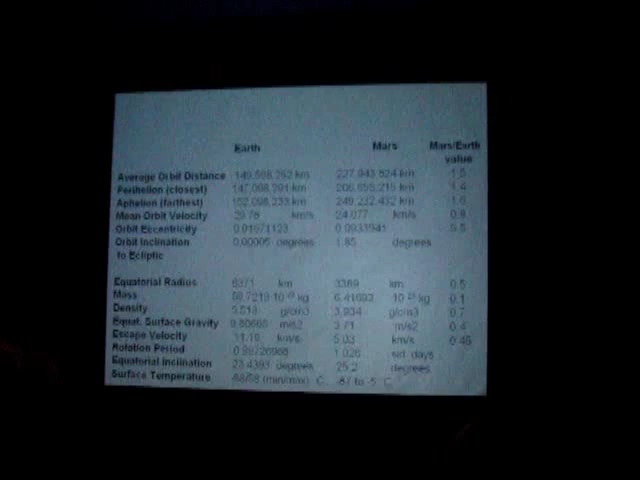 Earth Mars Mars/Earth
value
Average Orbit Distance 149,598,262 km 227,943,824 km 1.5
Perihelion (closest) 147,098,291 km 206,655,215 km 1.4
Aphelion (farthest) 152,098,233 km 249,232,432 km 1.6
Mean Orbit Velocity 29.78 km/s 24.077 km/s 0.8
Orbit Eccentricity 0.01671123 0.0933941
Orbit Inclination 0.00005 degrees 1.85 degrees
to Ecliptic
Equatorial Radius 6371 km 3389 km 0.5
Mass 10 kg 10 kg 0.1
Density g/cm3 3.934 g/cm3 0.7
Equat. Surface Gravity m/s2 3.71 m/s2 0.4
Escape Velocity km/s 5.03 km/s 0.45
Rotation Period 1.026 sid. days
Equatorial Inclination 23.4393 degrees 25.2 degrees
Surface Temperature (min/max) C -87 to -5 C